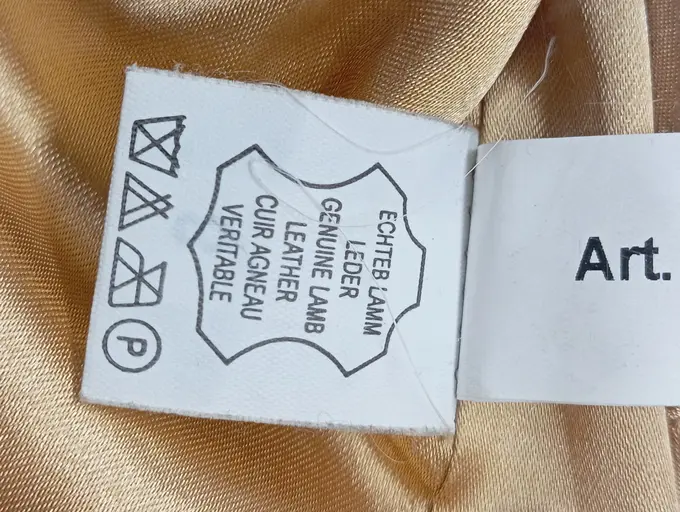 ECHTEB LAMM
LEDER
GENUINE LAMB
LEATHER
CUIR AGNEAU
VERITABLE
P
Art.